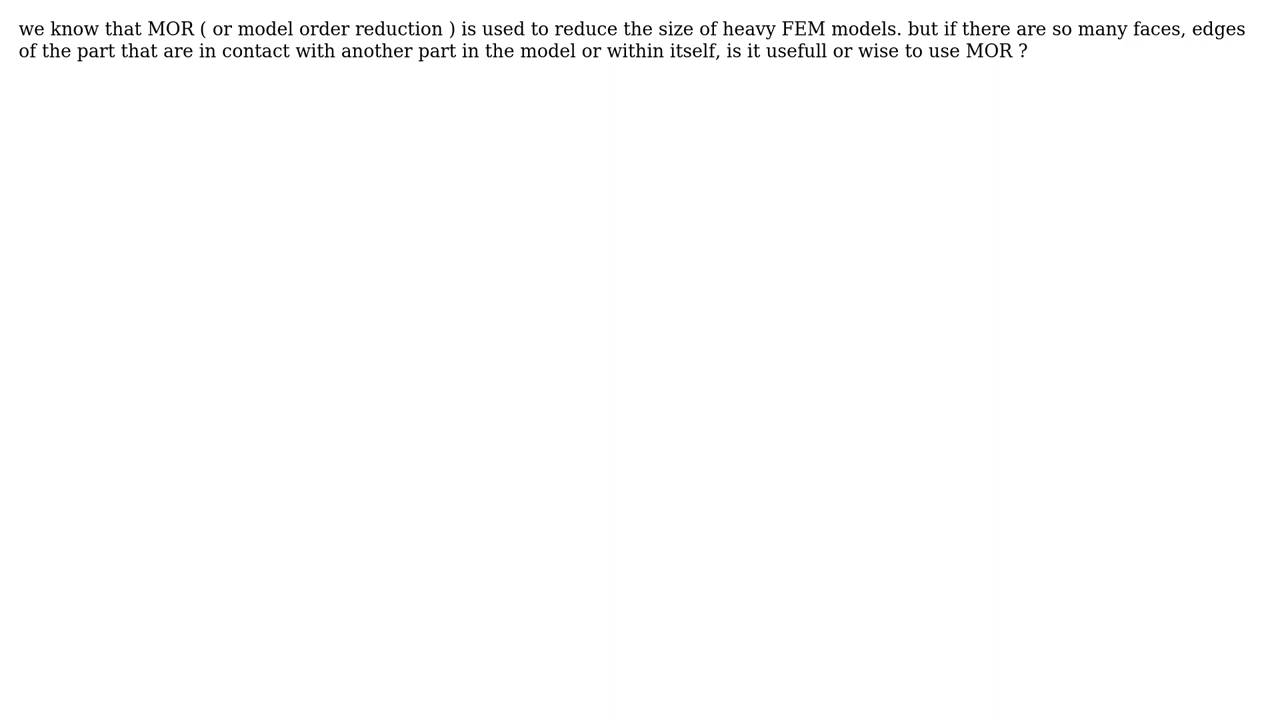 we know that MOR ( or model order reduction ) is used to reduce the size of heavy FEM models. but if there are so many faces, edges
of the part that are in contact with another part in the model or within itself, is it usefull or wise to use MOR ?